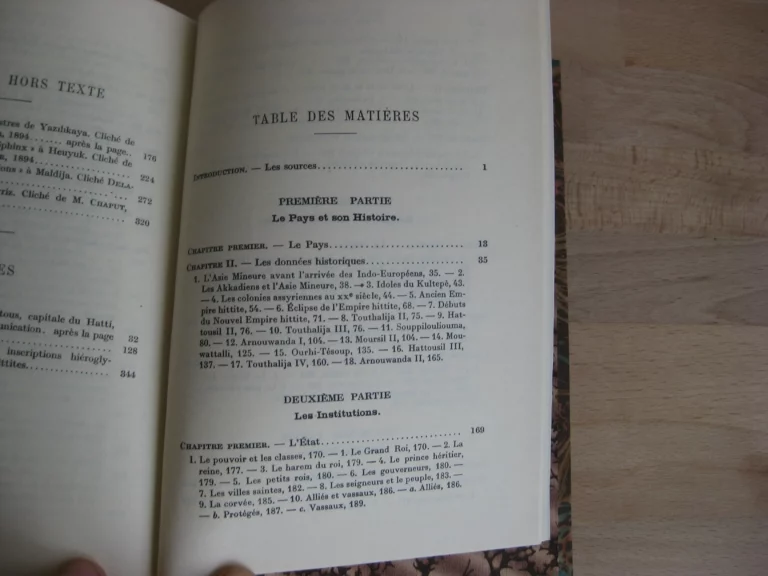 HORS TEXTE
tres de Yazilikaya. Cliché de
, 1894....... après la page.. 176
phinx » à Heuyuk. Cliché de
, 1894........................ 224
ons » à Maldija. Cliché DELA-
........................ 272
ris. Cliché de M. CHAPUT,
........................ 320
ES
tous, capitale du Hatti,
nication. après la page 32
........................ 128
inscriptions hiérogly-
ttites........................ 344
TABLE DES MATIÈRES
INTRODUCTION. — Les sources........................ 1
PREMIÈRE PARTIE
Le Pays et son Histoire.
CHAPITRE PREMIER. — Le Pays........................ 13
CHAPITRE II. — Les données historiques........................ 35
1. L'Asie Mineure avant l'arrivée des Indo-Européens, 35. — 2.
Les Akkadiens et l'Asie Mineure, 38. — 3. Idoles du Kultepé, 43.
— 4. Les colonies assyriennes au XXe siècle, 44. — 5. Ancien Em-
pire hittite, 54. — 6. Éclipse de l'Empire hittite, 68. — 7. Débuts
du Nouvel Empire hittite, 71. — 8. Touthalija II, 75. — 9. Hat-
tousil II, 76. — 10. Touthalija III, 76. — 11. Souppilouliouma,
80. — 12. Arnouwanda I, 104. — 13. Moursil II, 104. — 14. Mou-
wattalli, 125. — 15. Ourhi-Tésoup, 135. — 16. Hattousil III,
137. — 17. Touthalija IV, 160. — 18. Arnouwanda II, 165.
DEUXIÈME PARTIE
Les Institutions.
CHAPITRE PREMIER. — L'État........................ 169
1. Le pouvoir et les classes, 170. — 1. Le Grand Roi, 170. — 2. La
reine, 177. — 3. Le harem du roi, 179. — 4. Le prince héritier,
179. — 5. Les petits rois, 180. — 6. Les gouverneurs, 180. —
7. Les villes saintes, 182. — 8. Les seigneurs et le peuple, 183. —
9. La corvée, 185. — 10. Alliés et vassaux, 186. — a. Alliés, 186.
— b. Protégés, 187. — c. Vassaux, 189.